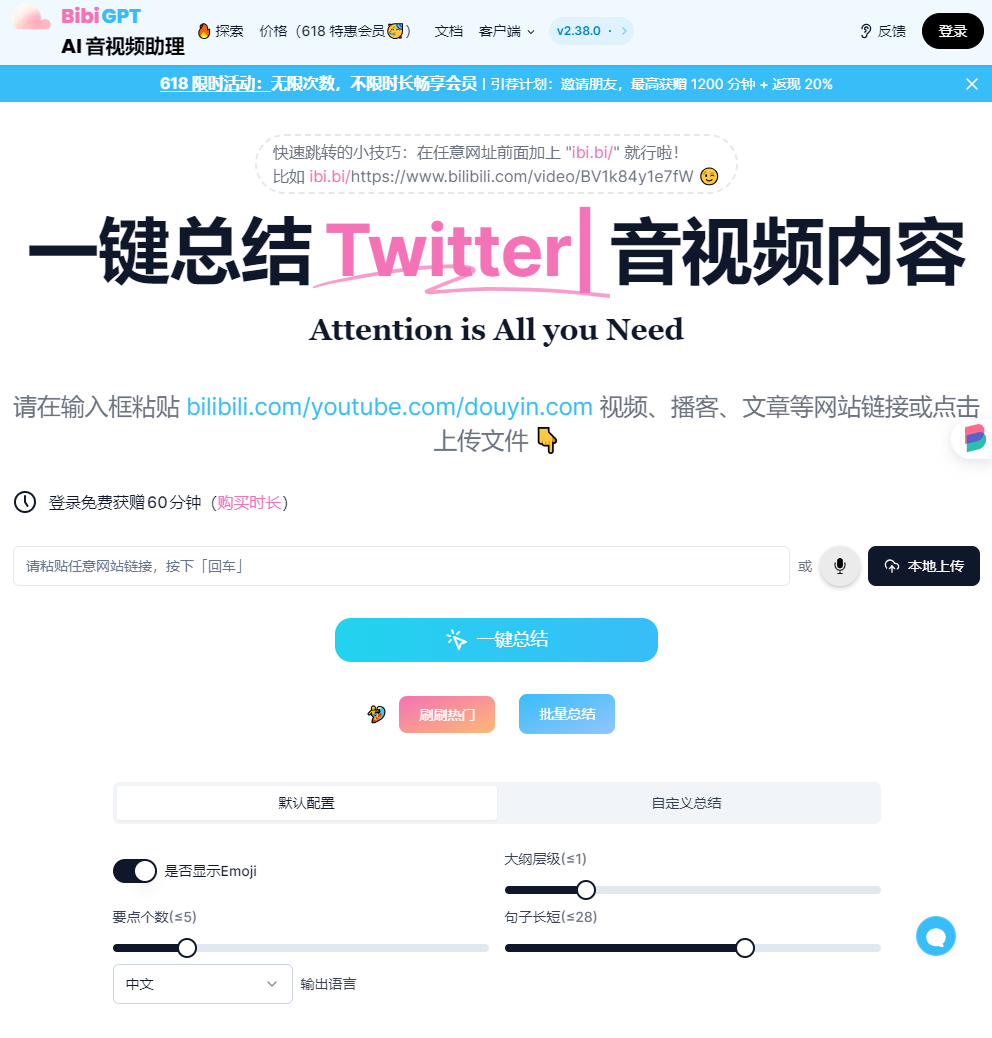 BibiGPT
AI 音视频助理
探索
价格（618 特惠会员）
文档
客户端
v2.38.0
反馈
登录
618 限时活动：无限次数，不限时长畅享会员 | 引荐计划：邀请朋友，最高获赠 1200 分钟 + 返现 20%
快速跳转的小技巧：在任意网址前面加上 "ibi.bi/" 就行啦！
比如 ibi.bi/https://www.bilibili.com/video/BV1k84y1e7fW
一键总结 Twitter 音视频内容
Attention is All you Need
请在输入框粘贴 bilibili.com/youtube.com/douyin.com 视频、播客、文章等网站链接或点击
上传文件
登录免费获赠60分钟（购买时长）
请粘贴任意网站链接，按下「回车」
或
本地上传
一键总结
刷刷热门
批量总结
默认配置
自定义总结
是否显示Emoji
大纲层级(≤1)
要点个数(≤5)
句子长短(≤28)
中文
输出语言